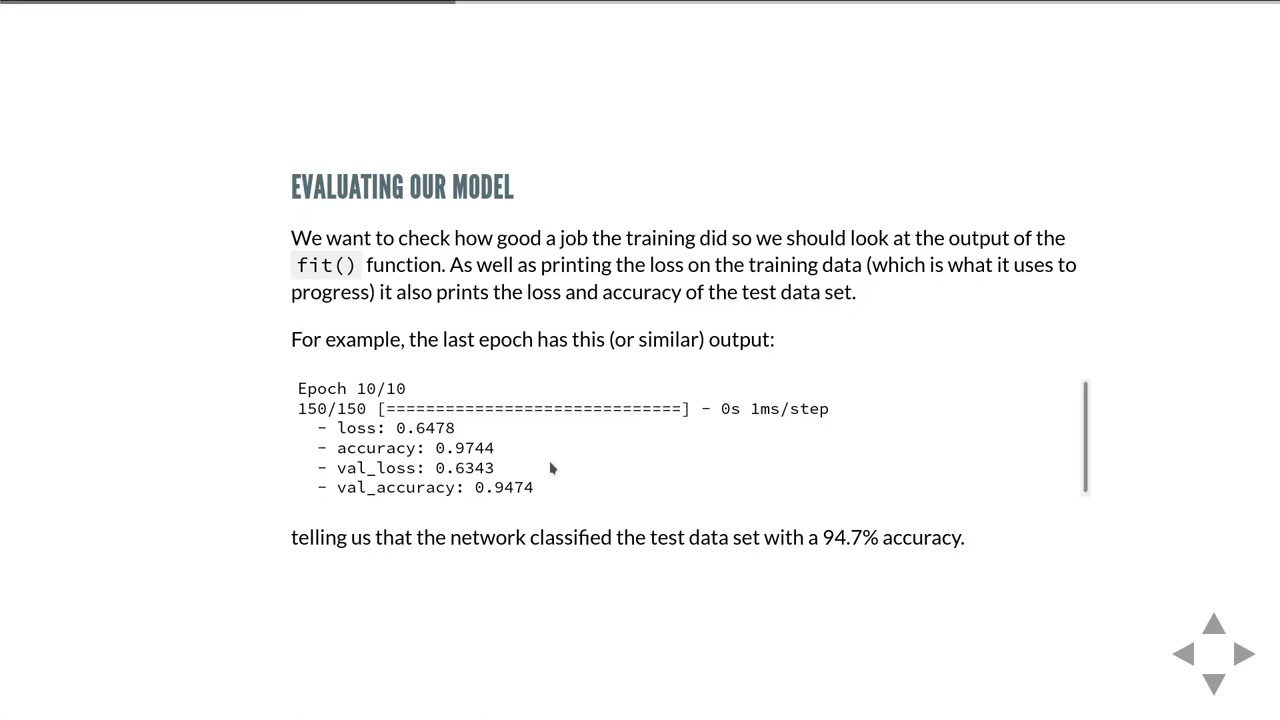 EVALUATING OUR MODEL
We want to check how good a job the training did so we should look at the output of the
fit() function. As well as printing the loss on the training data (which is what it uses to
progress) it also prints the loss and accuracy of the test data set.
For example, the last epoch has this (or similar) output:
Epoch 10/10
150/150 [==============================] - 0s 1ms/step
- loss: 0.6478
- accuracy: 0.9744
- val_loss: 0.6343
- val_accuracy: 0.9474
telling us that the network classified the test data set with a 94.7% accuracy.